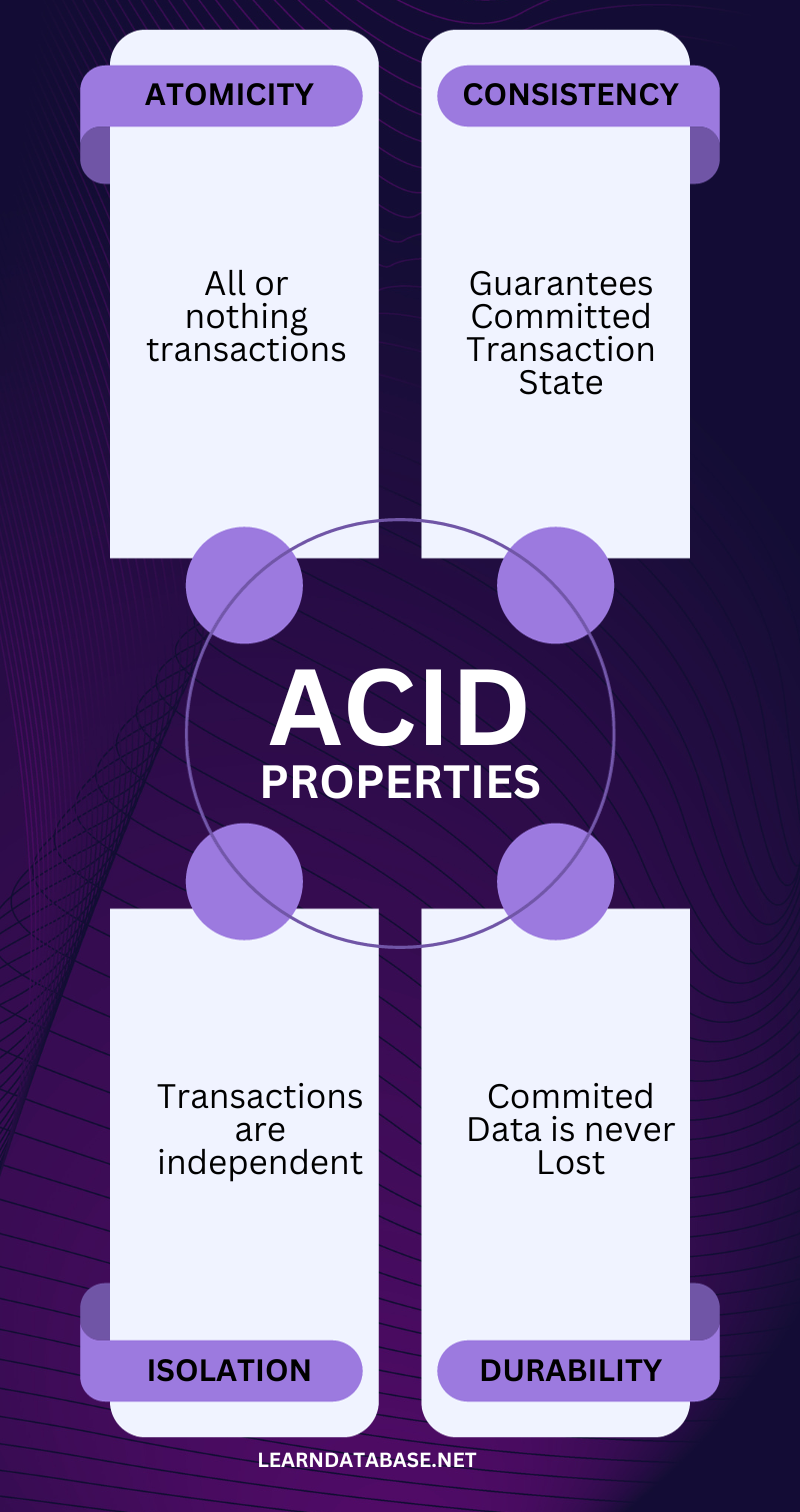 ATOMICITY
All or
nothing
transactions
CONSISTENCY
Guarantees
Committed
Transaction
State
ACID
PROPERTIES
Transactions
are
independent
ISOLATION
Commited
Data is never
Lost
DURABILITY
LEARNDATABASE.NET